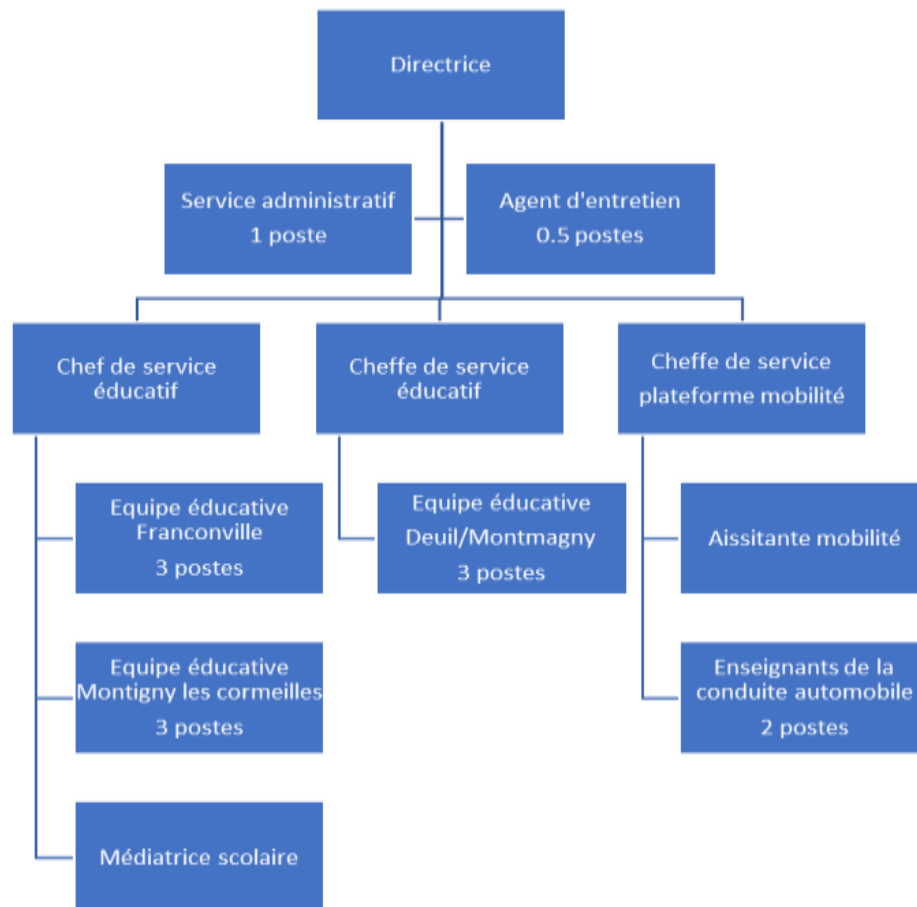 Directrice
Service administratif
1 poste
Agent d'entretien
0.5 postes
Chef de service
éducatif
Cheffe de service
éducatif
Cheffe de service
plateforme mobilité
Equipe éducative
Franconville
3 postes
Equipe éducative
Deuil/Montmagny
3 postes
Aissitante mobilité
Equipe éducative
Montigny les cormeilles
3 postes
Enseignants de la
conduite automobile
2 postes
Médiatrice scolaire